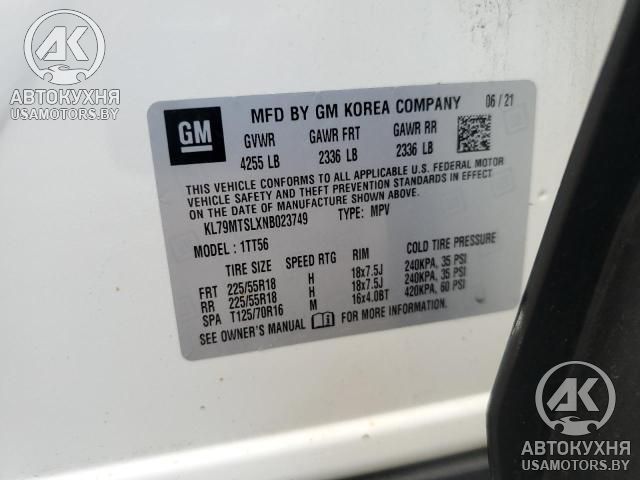 AK
АВТОКУХНЯ
USAMOTORS.BY
GM
MFD BY GM KOREA COMPANY 06 / 21
GVWR GAWR FRT GAWR RR
4255 LB 2336 LB 2336 LB
THIS VEHICLE CONFORMS TO ALL APPLICABLE U.S. FEDERAL MOTOR
VEHICLE SAFETY AND THEFT PREVENTION STANDARDS IN EFFECT
ON THE DATE OF MANUFACTURE SHOWN ABOVE.
KL79MTSLXNB023749 TYPE: MPV
MODEL : 1TT56
TIRE SIZE SPEED RTG RIM COLD TIRE PRESSURE
FRT 225/55R18 H 18x7.5J 240KPA, 35 PSI
RR 225/55R18 H 18x7.5J 240KPA, 35 PSI
SPA T125/70R16 M 16x4.0BT 420KPA, 60 PSI
SEE OWNER'S MANUAL FOR MORE INFORMATION.
AK
АВТОКУХНЯ
USAMOTORS.BY